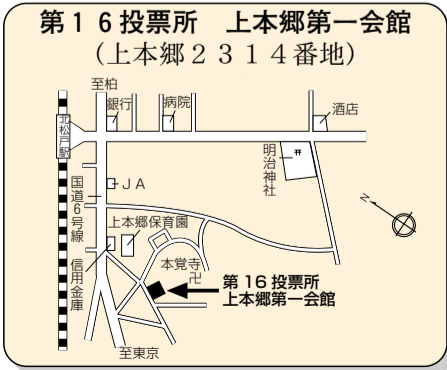 第16投票所　上本郷第一会館
（上本郷2314番地）
至柏
銀行
病院
酒店
北松戸駅
明治神社
国道6号線
JA
上本郷保育園
信用金庫
本覚寺
卍
第16投票所
上本郷第一会館
至東京
N